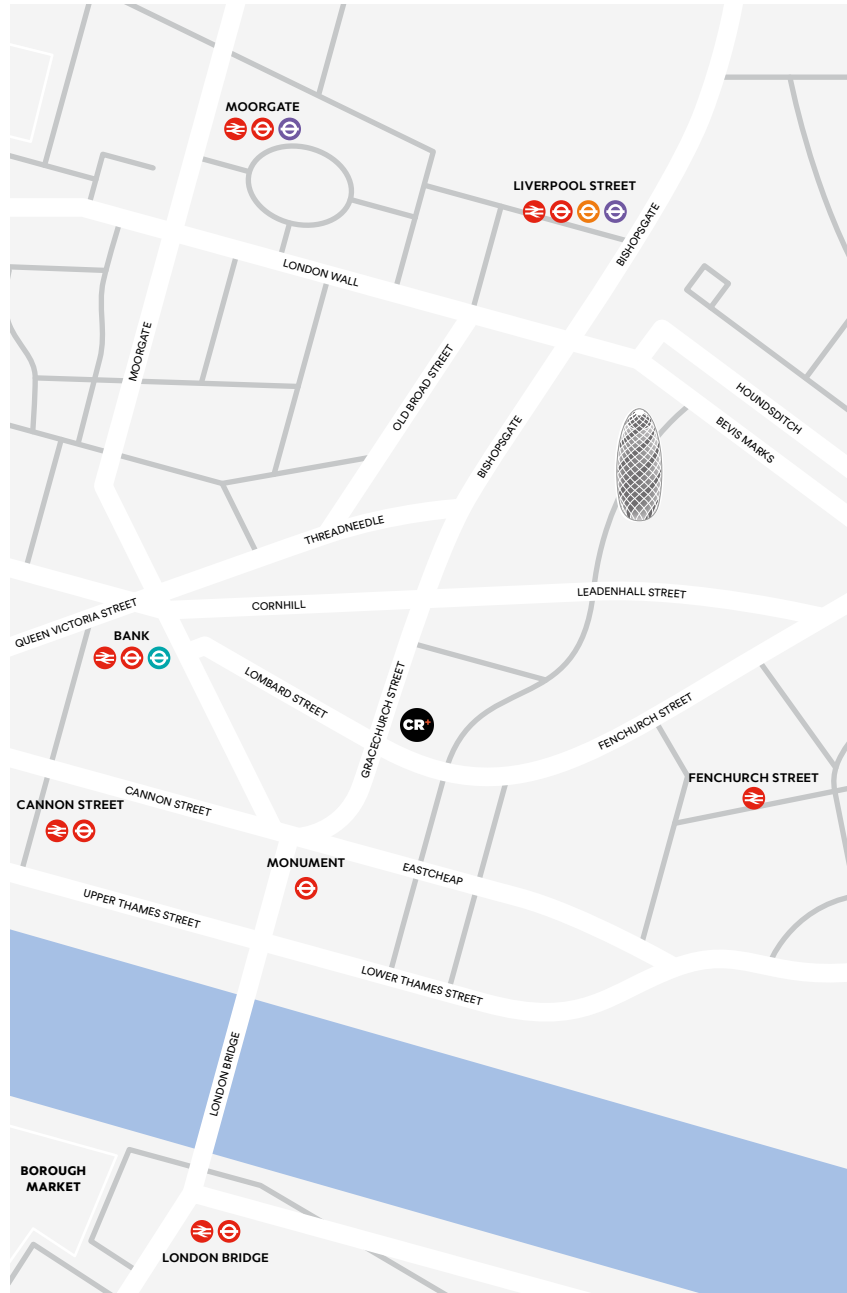 MOORGATE
LIVERPOOL STREET
BISHOPSGATE
LONDON WALL
MOORGATE
OLD BROAD STREET
HOUNDSDITCH
BEVIS MARKS
BISHOPSGATE
THREADNEEDLE
QUEEN VICTORIA STREET
CORNHILL
LEADENHALL STREET
BANK
LOMBARD STREET
GRACECHURCH STREET
CR+
FENCHURCH STREET
FENCHURCH STREET
CANNON STREET
CANNON STREET
MONUMENT
EASTCHEAP
UPPER THAMES STREET
LOWER THAMES STREET
LONDON BRIDGE
BOROUGH
MARKET
LONDON BRIDGE